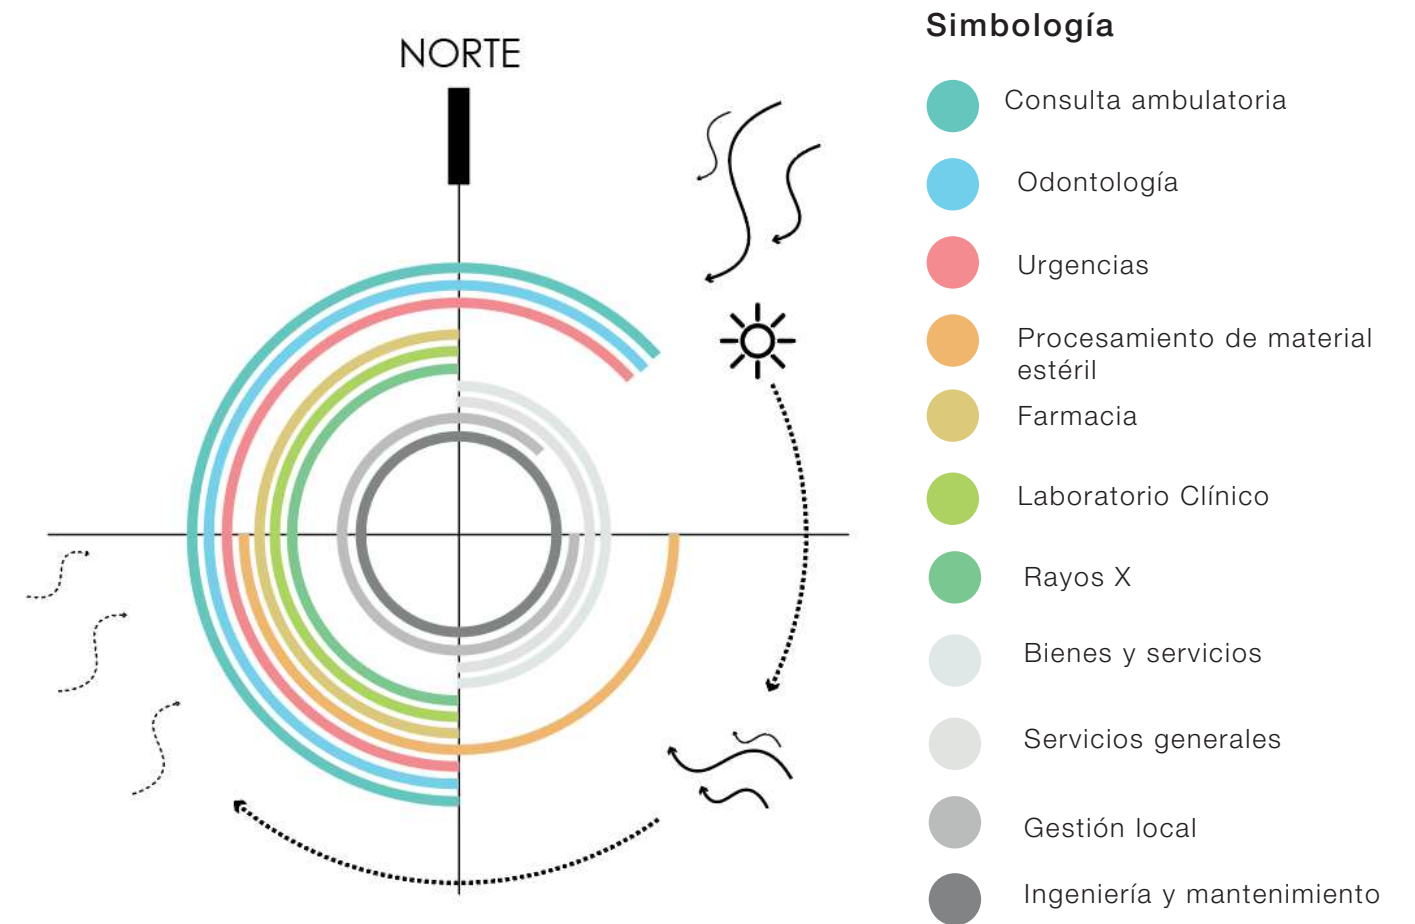 NORTE
Simbología
Consulta ambulatoria
Odontología
Urgencias
Procesamiento de material
estéril
Farmacia
Laboratorio Clínico
Rayos X
Bienes y servicios
Servicios generales
Gestión local
Ingeniería y mantenimiento